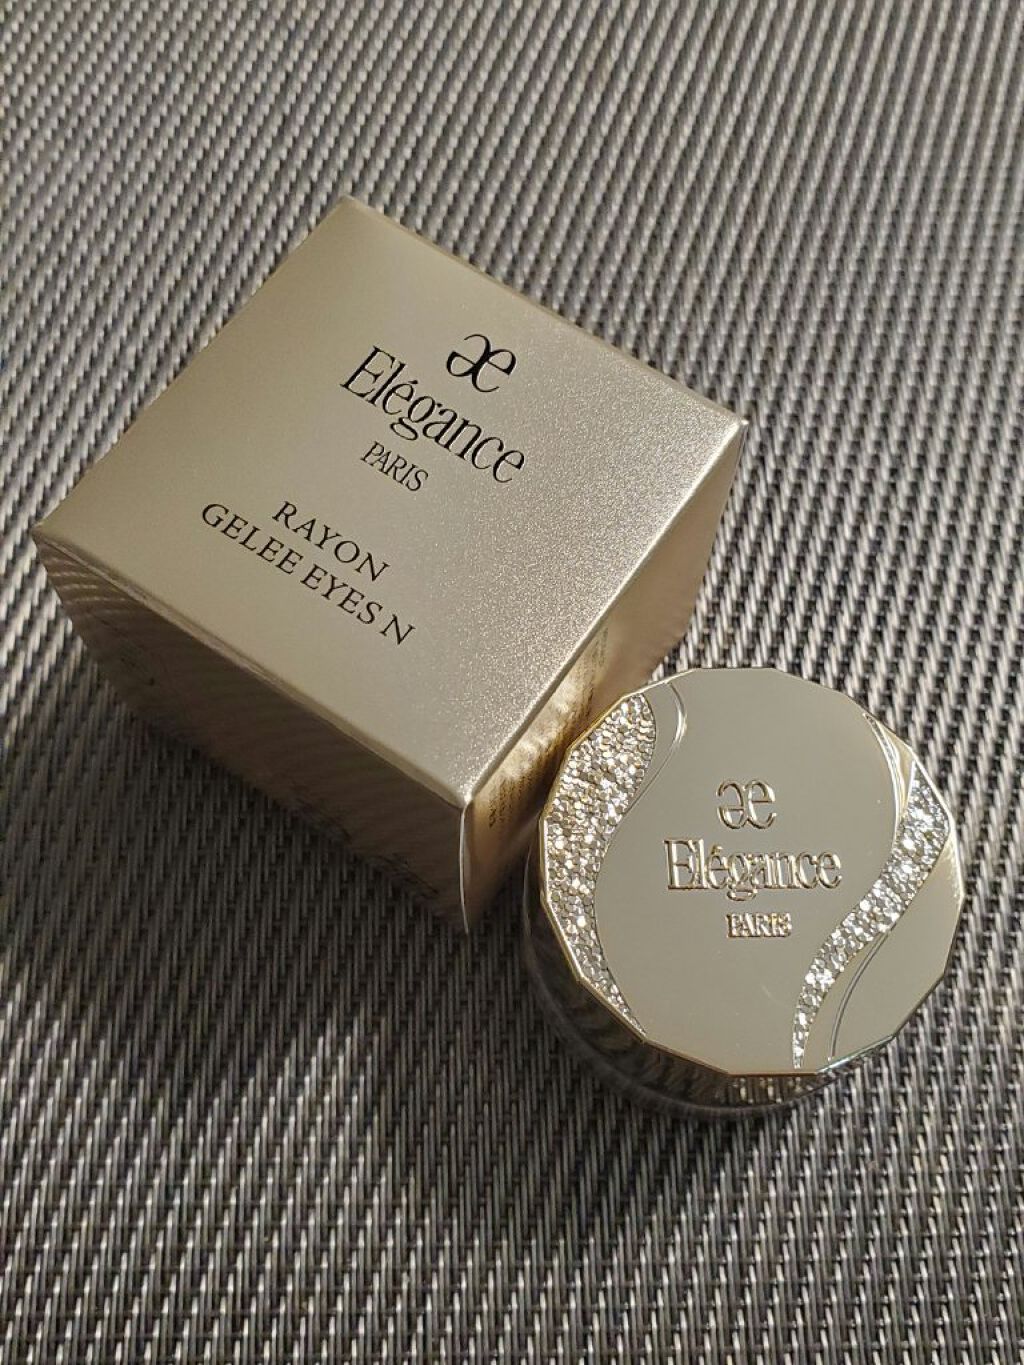 æ
Elégance
PARIS
RAYON
GELEE EYES N
æ
Elégance
PARIS